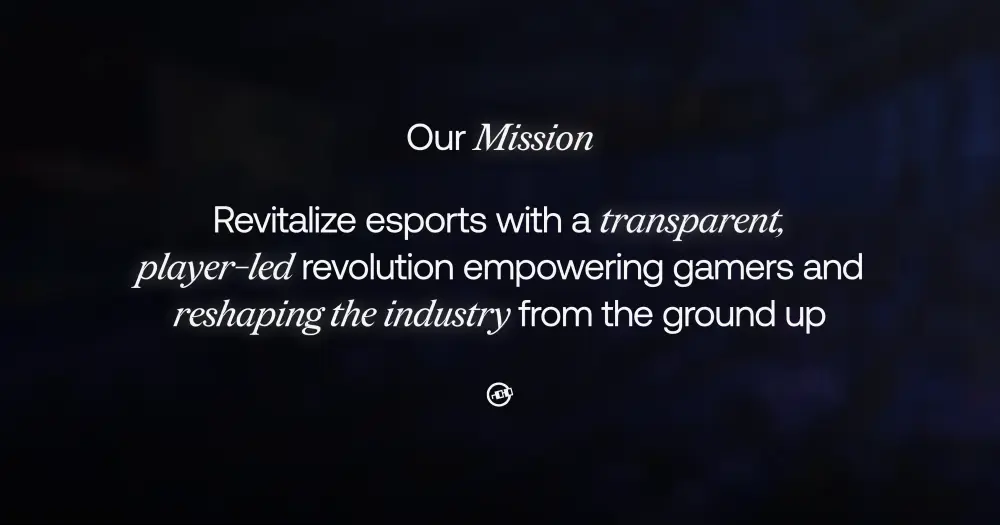 Our Mission
Revitalize esports with a transparent,
player-led revolution empowering gamers and
reshaping the industry from the ground up